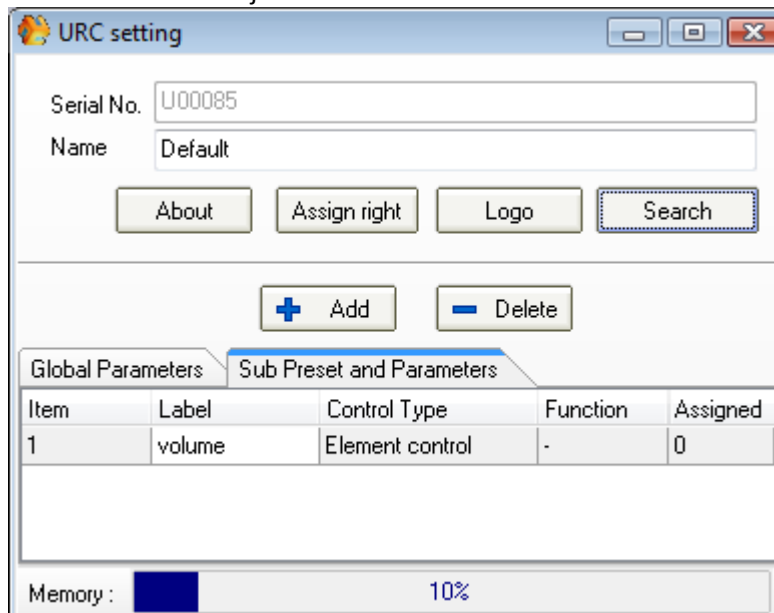 URC setting
Serial No. U00085
Name Default
About Assign right Logo Search
Add Delete
Global Parameters Sub Preset and Parameters
Item Label Control Type Function Assigned
1 volume Element control - 0
Memory : 10%